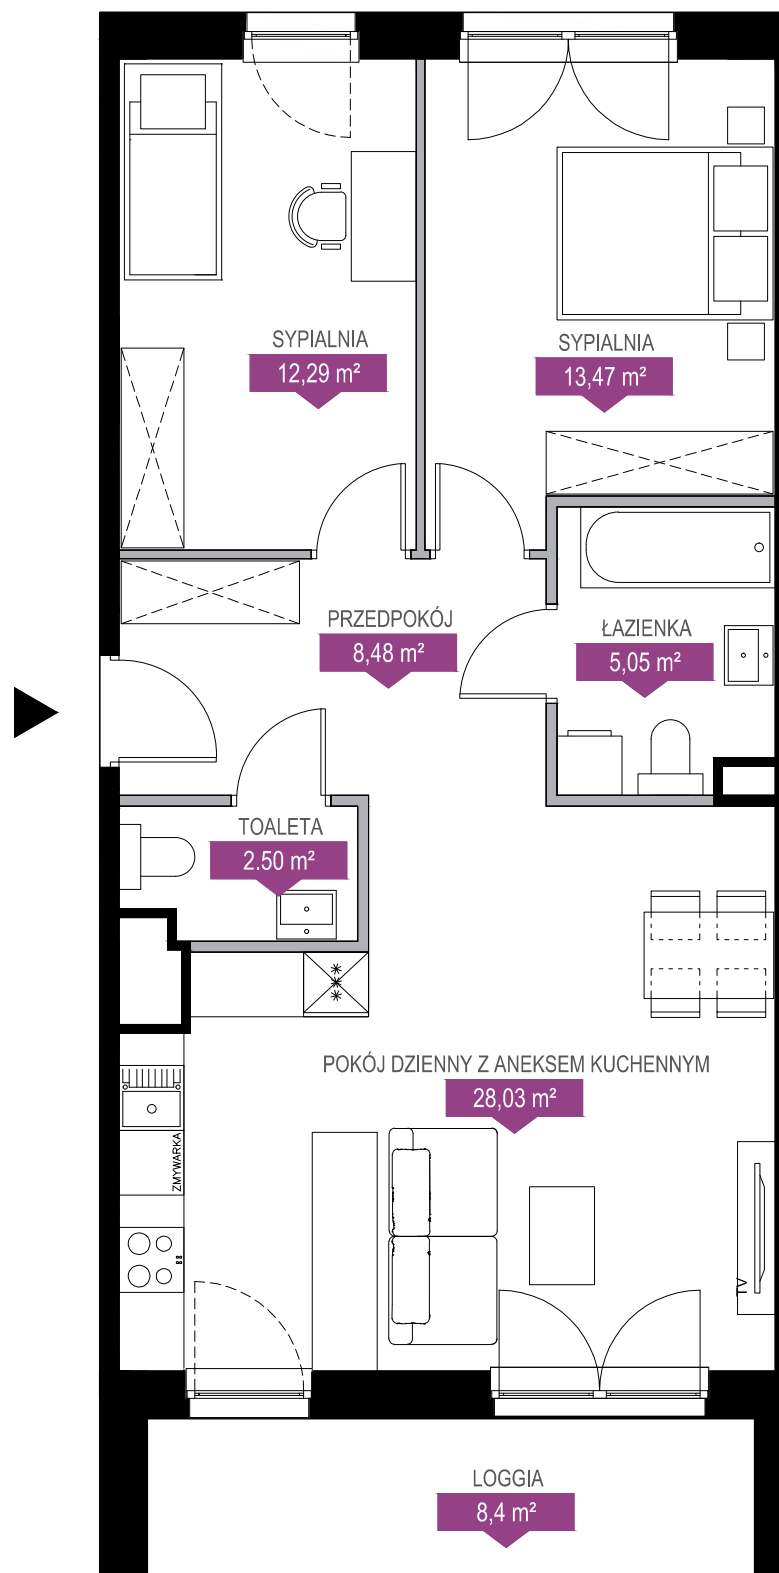 SYPIALNIA
12,29 m²
SYPIALNIA
13,47 m²
PRZEDPOKÓJ
8,48 m²
ŁAZIENKA
5,05 m²
TOALETA
2.50 m²
POKÓJ DZIENNY Z ANEKSEM KUCHENNYM
28,03 m²
ZMYWARKA
TV
LOGGIA
8,4 m²